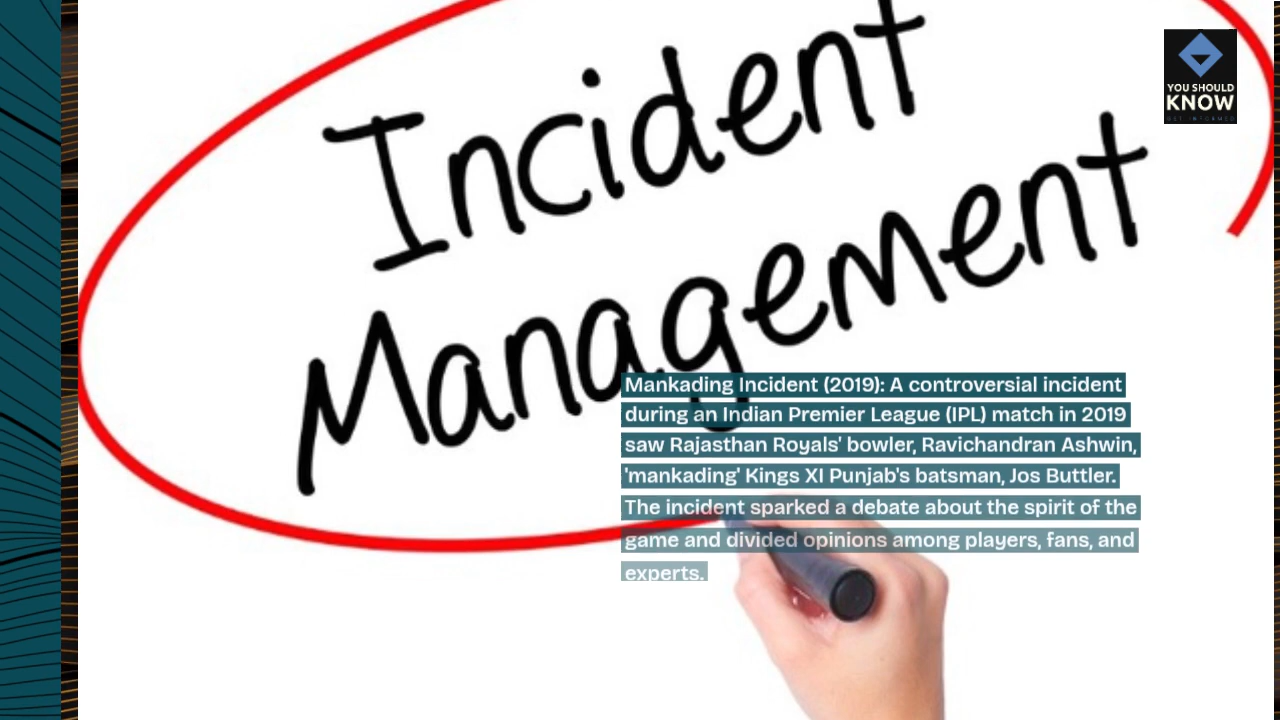 Incident
Management
YOU SHOULD
KNOW
GET INFORMED
Mankading Incident (2019): A controversial incident
during an Indian Premier League (IPL) match in 2019
saw Rajasthan Royals' bowler, Ravichandran Ashwin,
'mankading' Kings XI Punjab's batsman, Jos Buttler.
The incident sparked a debate about the spirit of the
game and divided opinions among players, fans, and
experts.